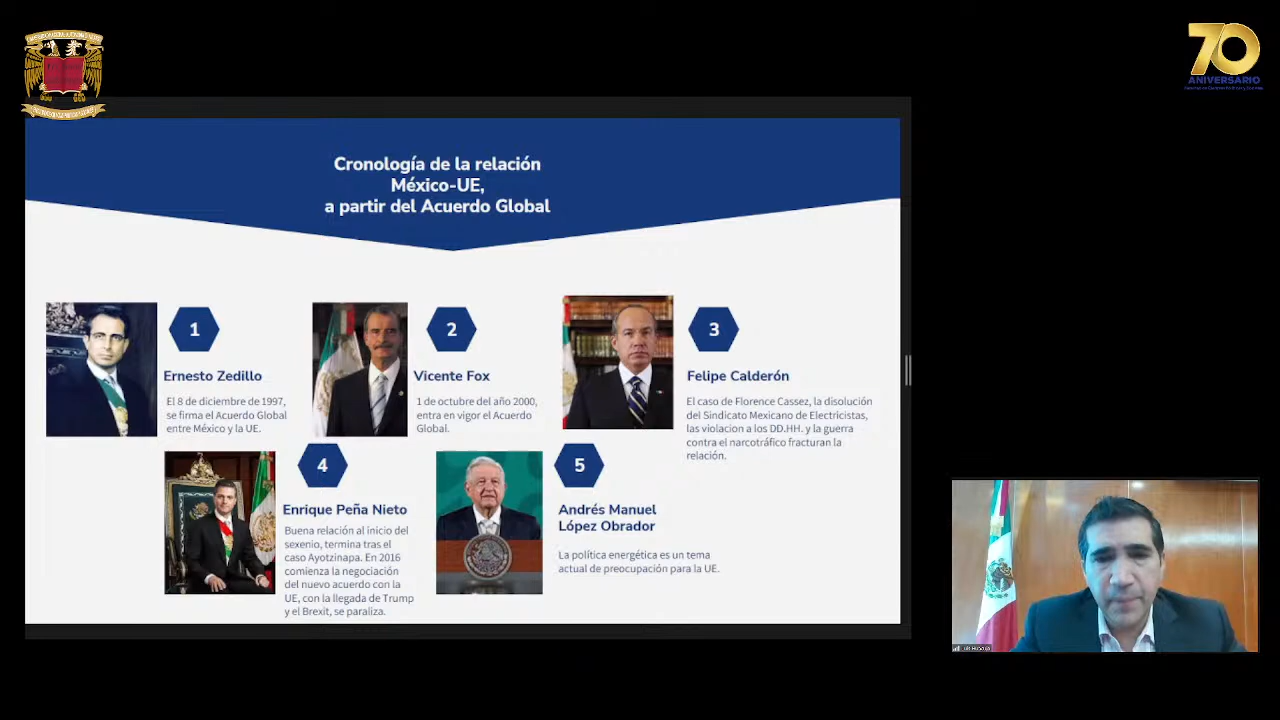 70
ANIVERSARIO
Cronología de la relación
México-UE,
a partir del Acuerdo Global
1
Ernesto Zedillo
El 8 de diciembre de 1997,
se firma el Acuerdo Global
entre México y la UE.
2
Vicente Fox
1 de octubre del año 2000,
entra en vigor el Acuerdo
Global.
3
Felipe Calderón
El caso de Florence Cassez, la disolución
del Sindicato Mexicano de Electricistas,
las violacion a los DD.HH. y la guerra
contra el narcotráfico fracturan la
relación.
4
Enrique Peña Nieto
Buena relación al inicio del
sexenio, termina tras el
caso Ayotzinapa. En 2016
comienza la negociación
del nuevo acuerdo con la
UE, con la llegada de Trump
y el Brexit, se paraliza.
5
Andrés Manuel
López Obrador
La política energética es un tema
actual de preocupación para la UE.